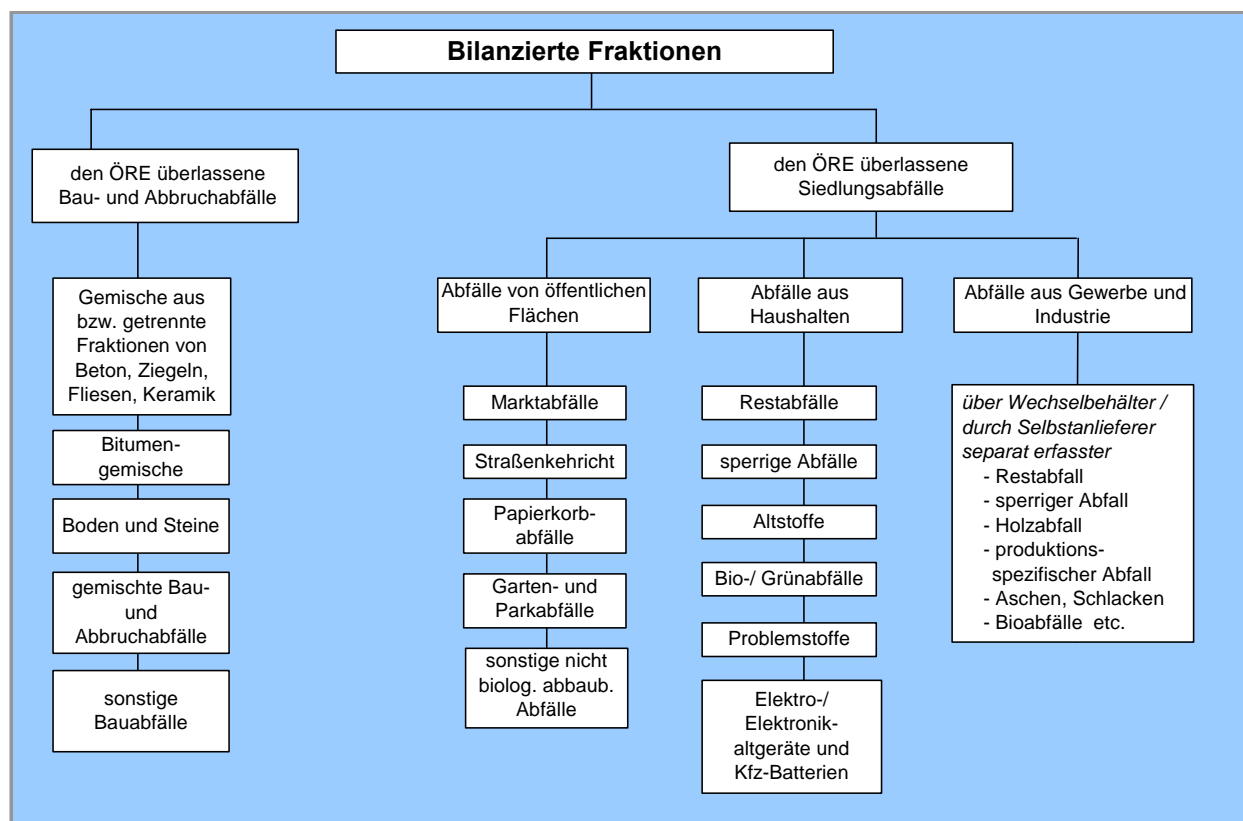 Bilanzierte Fraktionen
den ÖRE überlassene
Bau- und Abbruchabfälle
Gemische aus
bzw. getrennte
Fraktionen von
Beton, Ziegeln,
Fliesen, Keramik
Bitumen-
gemische
Boden und Steine
gemischte Bau-
und
Abbruchabfälle
sonstige
Bauabfälle
den ÖRE überlassene
Siedlungsabfälle
Abfälle von öffentlichen
Flächen
Marktabfälle
Straßenkehricht
Papierkorb-
abfälle
Garten- und
Parkabfälle
sonstige nicht
biolog. abbaub.
Abfälle
Abfälle aus
Haushalten
Restabfälle
sperrige Abfälle
Altstoffe
Bio-/ Grünabfälle
Problemstoffe
Elektro-/
Elektronik-
altgeräte und
Kfz-Batterien
Abfälle aus Gewerbe und
Industrie
über Wechselbehälter /
durch Selbstanlieferer
separat erfasster
- Restabfall
- sperriger Abfall
- Holzabfall
- produktions-
spezifischer Abfall
- Aschen, Schlacken
- Bioabfälle etc.